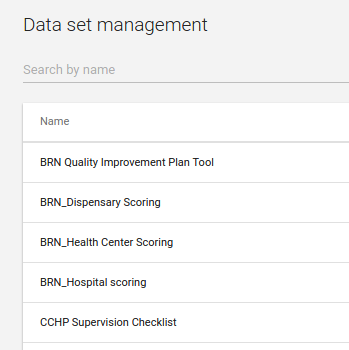 Data set management
Search by name
Name
BRN Quality Improvement Plan Tool
BRN_Dispensary Scoring
BRN_Health Center Scoring
BRN_Hospital scoring
CCHP Supervision Checklist